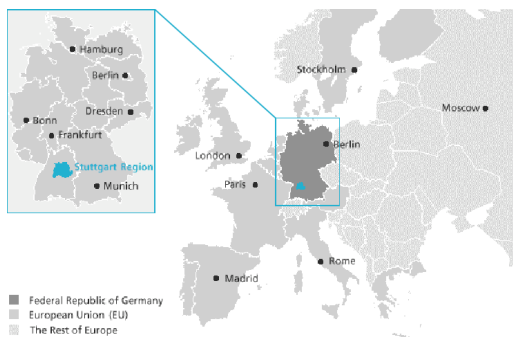 Hamburg
Berlin
Dresden
Bonn
Frankfurt
Stuttgart Region
Munich
Stockholm
Moscow
Berlin
London
Paris
Rome
Madrid
Federal Republic of Germany
European Union (EU)
The Rest of Europe